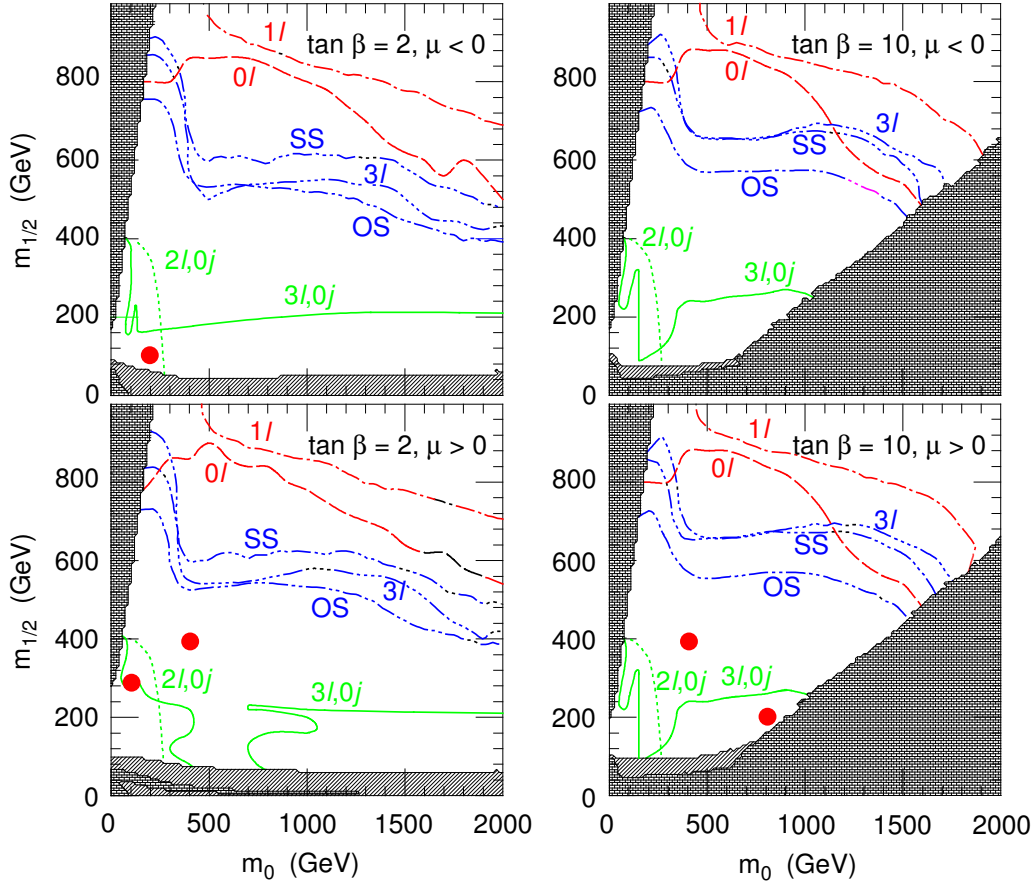 tan β = 2, μ < 0
1l
0l
SS
3l
OS
2l,0j
3l,0j
m1/2 (GeV)
800
600
400
200
0
tan β = 10, μ < 0
1l
0l
3l
SS
OS
2l,0j
3l,0j
800
600
400
200
0
tan β = 2, μ > 0
1l
0l
SS
3l
OS
2l,0j
3l,0j
m1/2 (GeV)
800
600
400
200
0
0 500 1000 1500 2000
m0 (GeV)
tan β = 10, μ > 0
1l
0l
3l
SS
OS
2l,0j
3l,0j
800
600
400
200
0
0 500 1000 1500 2000
m0 (GeV)